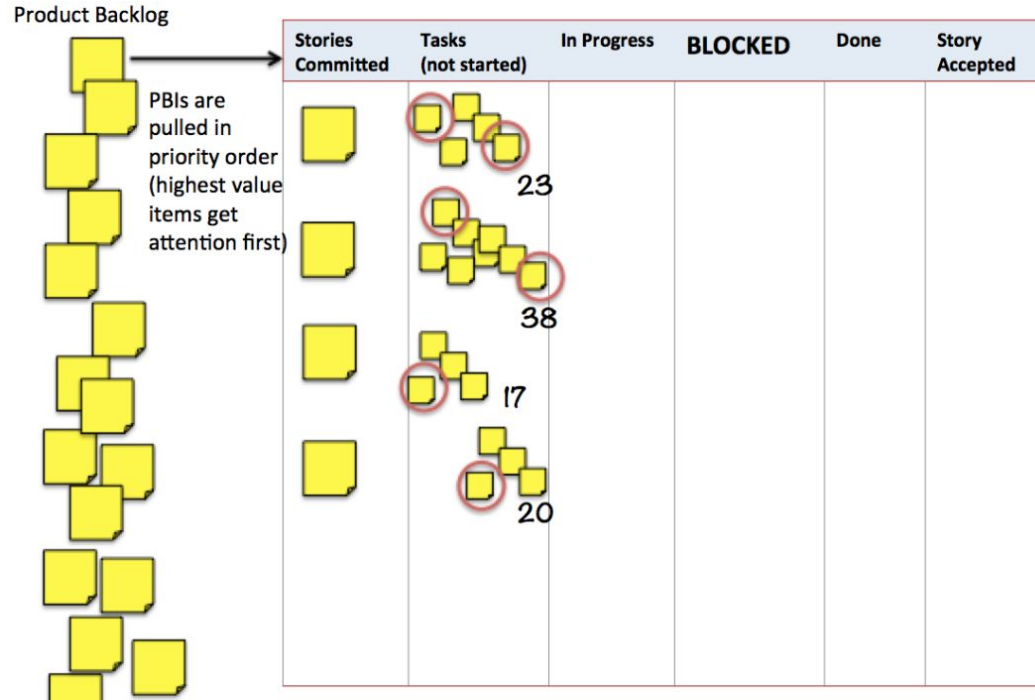 Product Backlog
PBIs are
pulled in
priority order
(highest value
items get
attention first)
Stories
Committed
Tasks
(not started)
In Progress
BLOCKED
Done
Story
Accepted
23
38
17
20